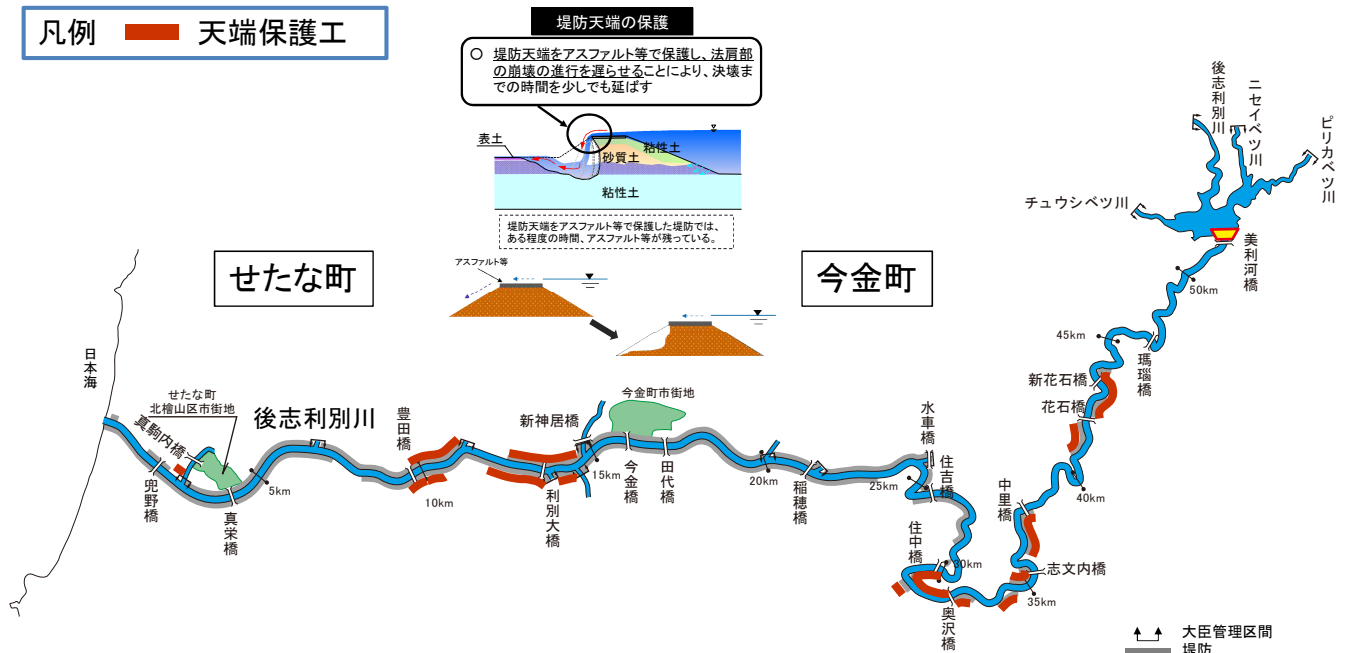 凡例 天端保護工
堤防天端の保護
○ 堤防天端をアスファルト等で保護し、法肩部
の崩壊の進行を遅らせることにより、決壊ま
での時間を少しでも延ばす
表土
粘性土
砂質土
粘性土
堤防天端をアスファルト等で保護した堤防では、
ある程度の時間、アスファルト等が残っている。
アスファルト等
せたな町
今金町
後志利別川
ニセイベツ川
ピリカベツ川
チュウシベツ川
美利河橋
50km
45km
瑪瑙橋
新花石橋
花石橋
40km
中里橋
志文内橋
35km
日本海
せたな町
北檜山区市街地
真駒内橋
兜野橋
真栄橋
後志利別川
5km
豊田橋
10km
新神居橋
利別大橋
今金町市街地
15km
今金橋
田代橋
20km
稲穂橋
水車橋
25km
住吉橋
住中橋
30km
奥沢橋
大臣管理区間
堤防